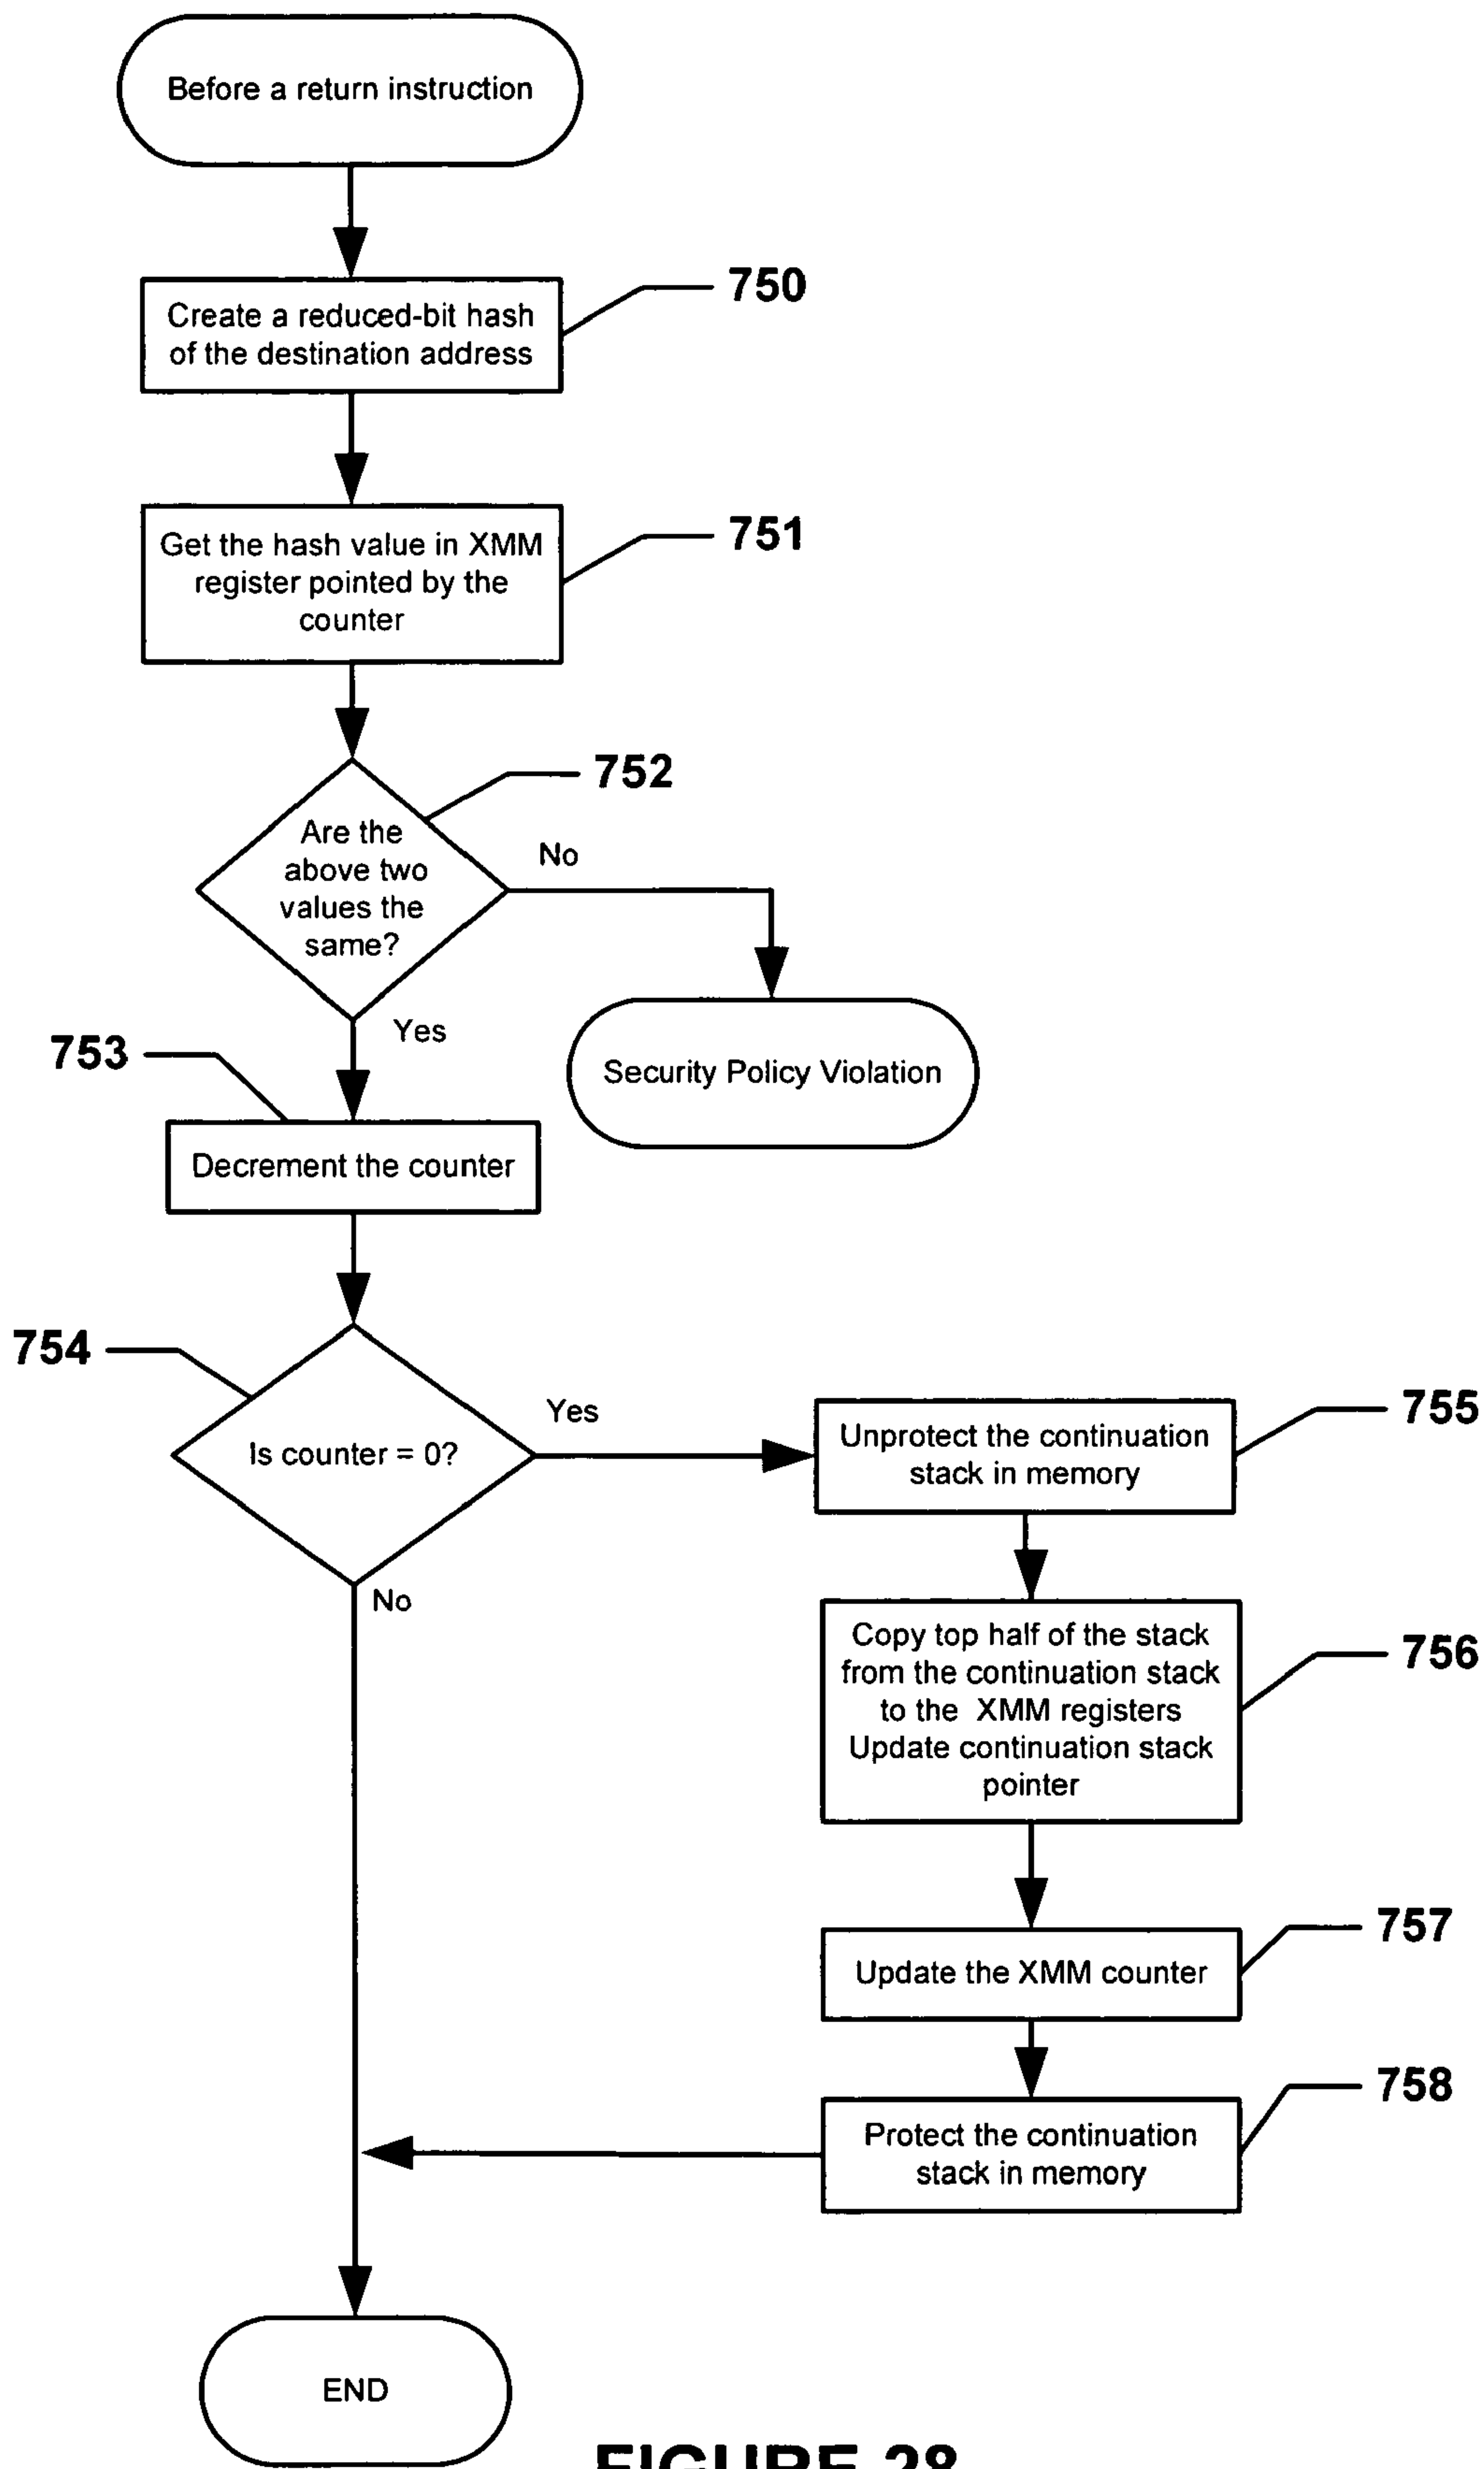 Before a return instruction
750
Create a reduced-bit hash
of the destination address
751
Get the hash value in XMM
register pointed by the
counter
752
Are the
above two
values the
same?
No
Yes
Security Policy Violation
753
Decrement the counter
754
Is counter = 0?
Yes
No
755
Unprotect the continuation
stack in memory
756
Copy top half of the stack
from the continuation stack
to the XMM registers
Update continuation stack
pointer
757
Update the XMM counter
758
Protect the continuation
stack in memory
END
FIGURE 28